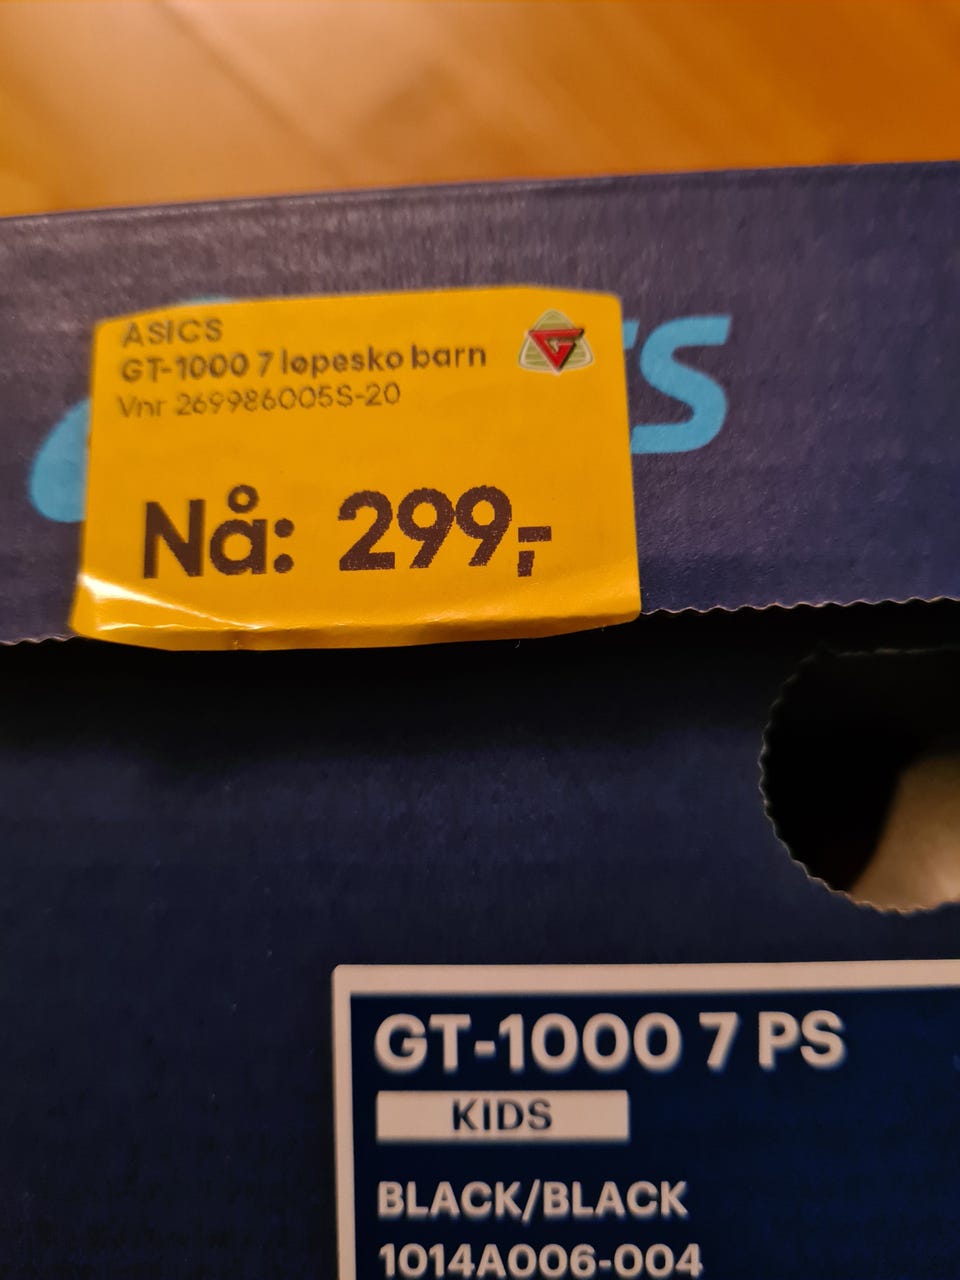 ASICS
GT-1000 7 løpesko barn
Vnr 269986005S-20
Nå: 299,-
GT-1000 7 PS
KIDS
BLACK/BLACK
1014A006-004